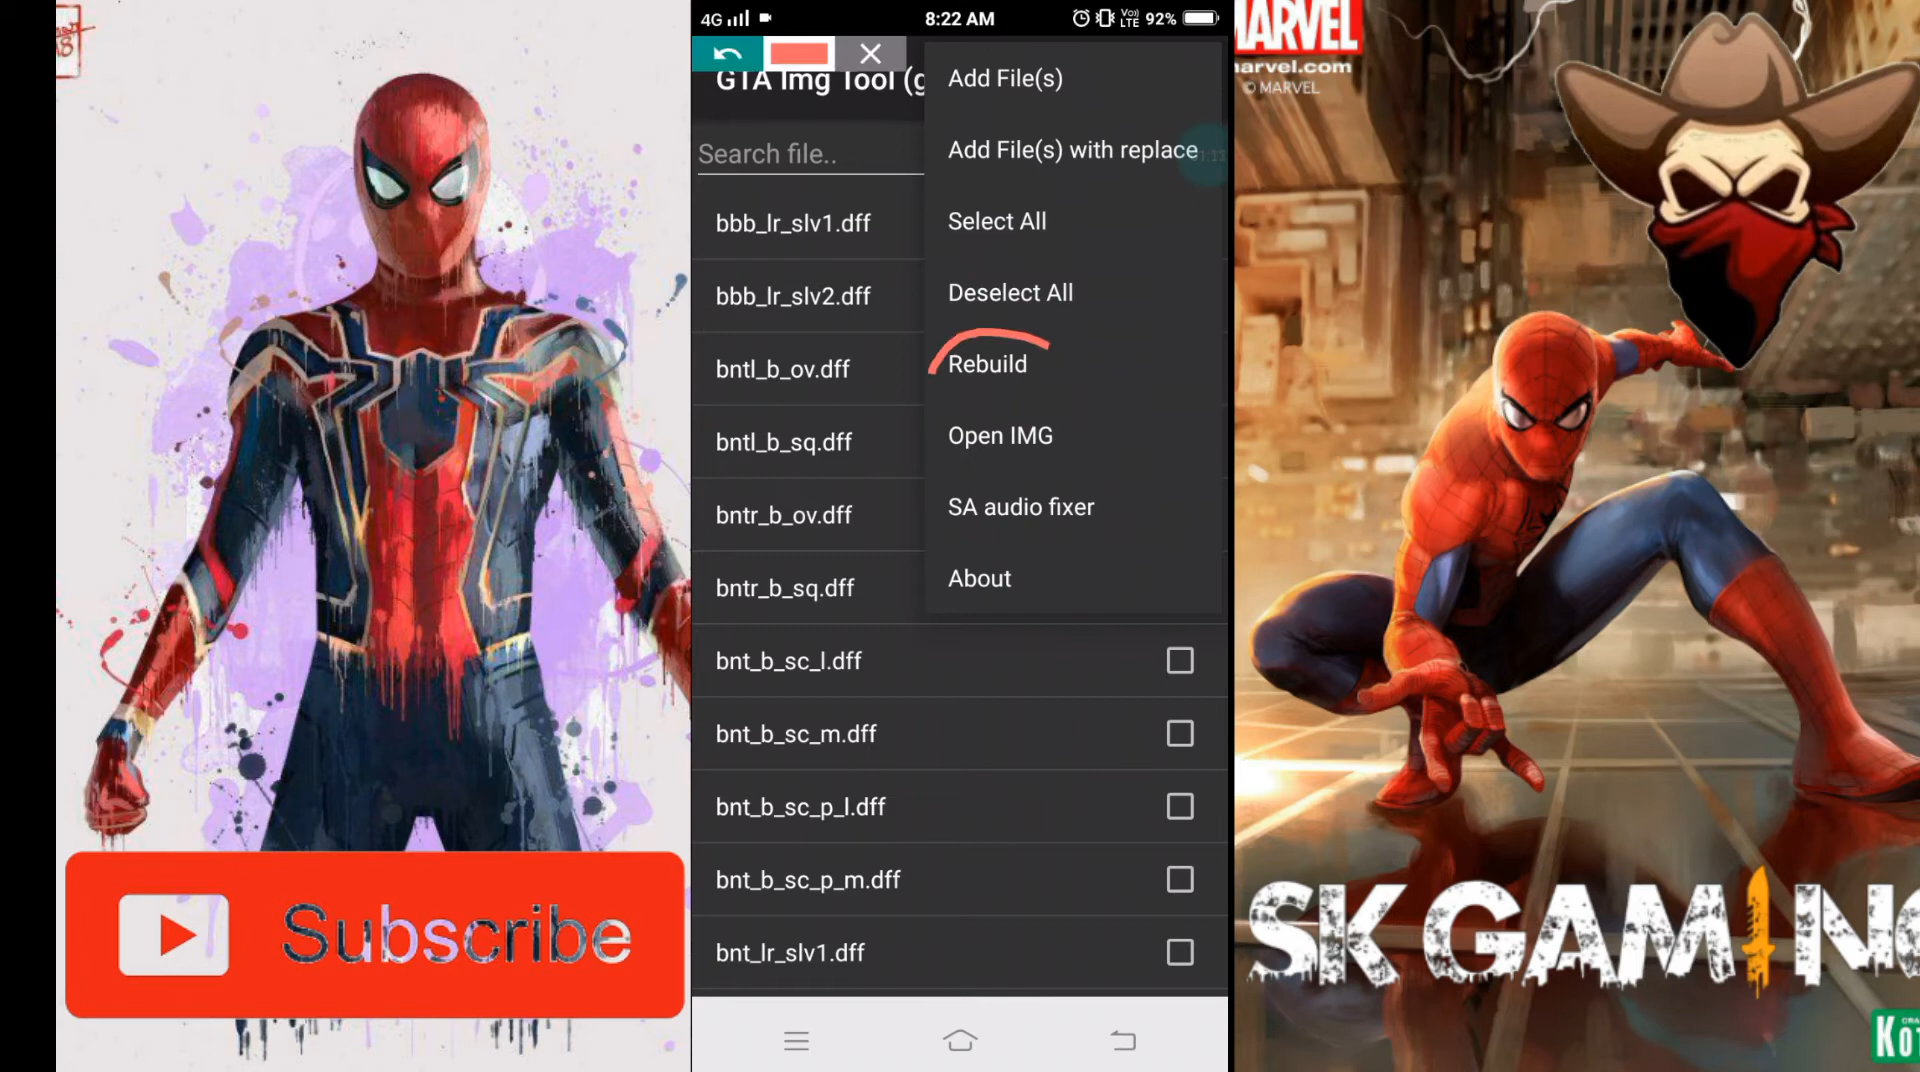 Subscribe
4G
8:22 AM
Vo)) LTE 92%
GTA Img Tool (g
Search file..
bbb_lr_slv1.dff
bbb_lr_slv2.dff
bntl_b_ov.dff
bntl_b_sq.dff
bntr_b_ov.dff
bntr_b_sq.dff
bnt_b_sc_l.dff
bnt_b_sc_m.dff
bnt_b_sc_p_l.dff
bnt_b_sc_p_m.dff
bnt_lr_slv1.dff
Add File(s)
Add File(s) with replace
Select All
Deselect All
Rebuild
Open IMG
SA audio fixer
About
MARVEL
marvel.com
© MARVEL
SK GAMING